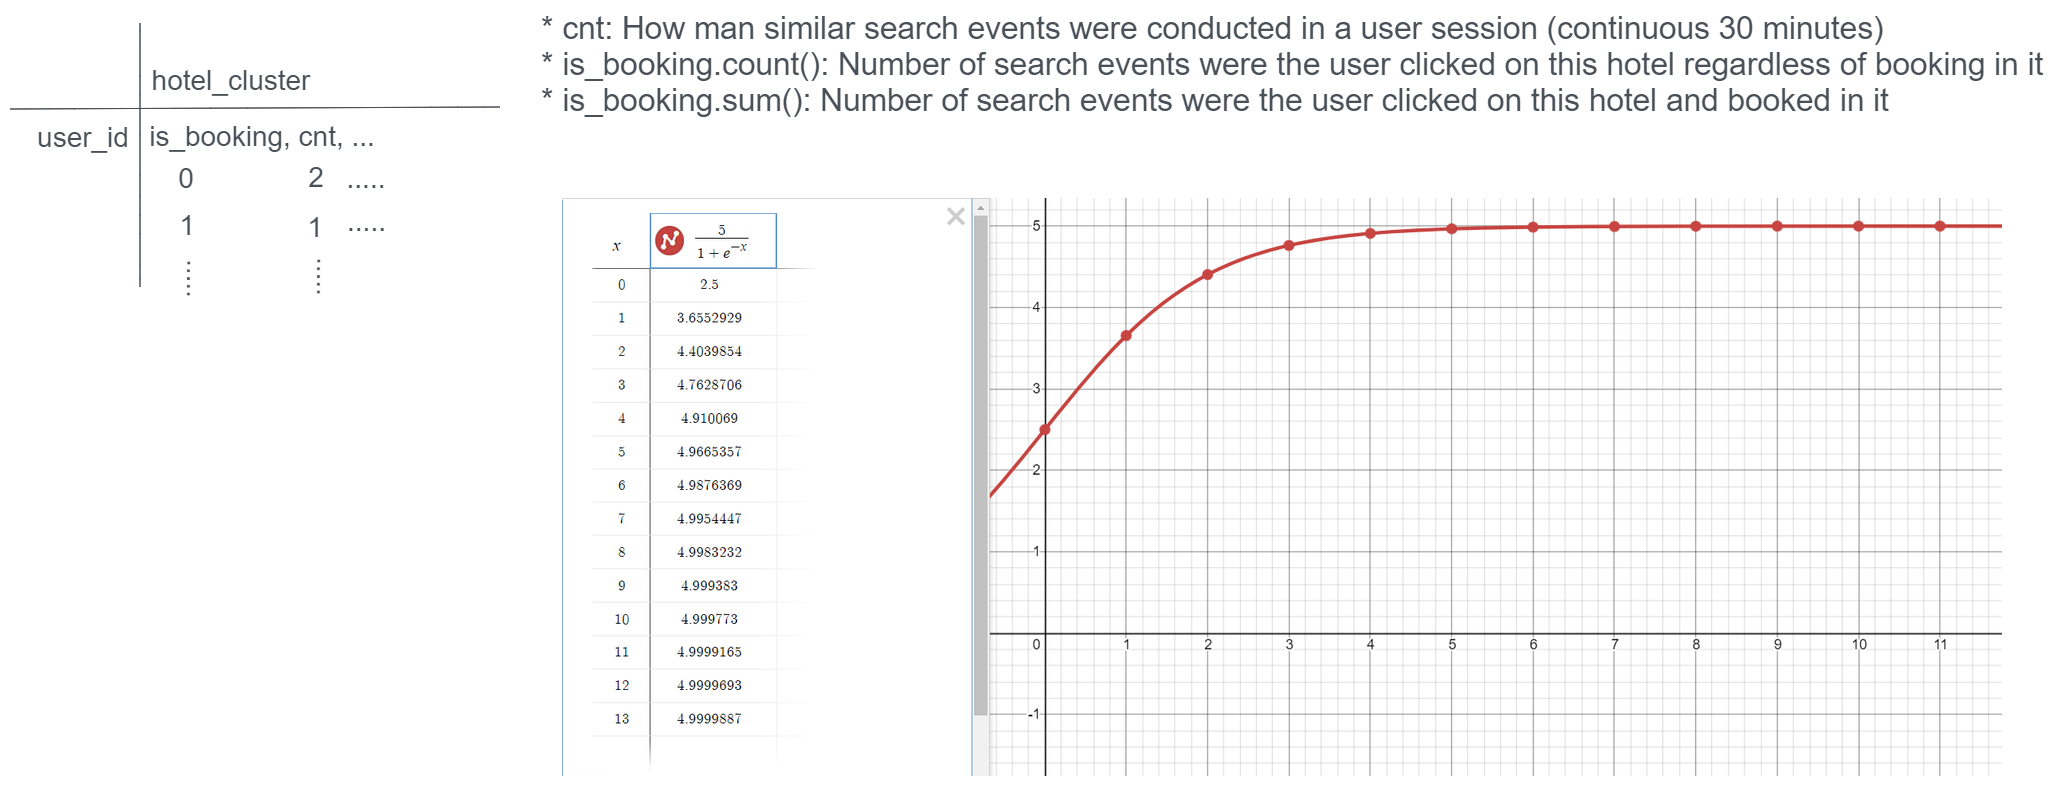 * cnt: How man similar search events were conducted in a user session (continuous 30 minutes)
* is_booking.count(): Number of search events were the user clicked on this hotel regardless of booking in it
* is_booking.sum(): Number of search events were the user clicked on this hotel and booked in it
hotel_cluster
user_id is_booking, cnt, ...
0 2 .....
1 1 .....
x 5 / (1 + e^−x)
0 2.5
1 3.6552929
2 4.4039854
3 4.7628706
4 4.910069
5 4.9665357
6 4.9876369
7 4.9954447
8 4.9983232
9 4.999383
10 4.999773
11 4.9999165
12 4.9999693
13 4.9999887
5
4
3
2
1
0 1 2 3 4 5 6 7 8 9 10 11
-1